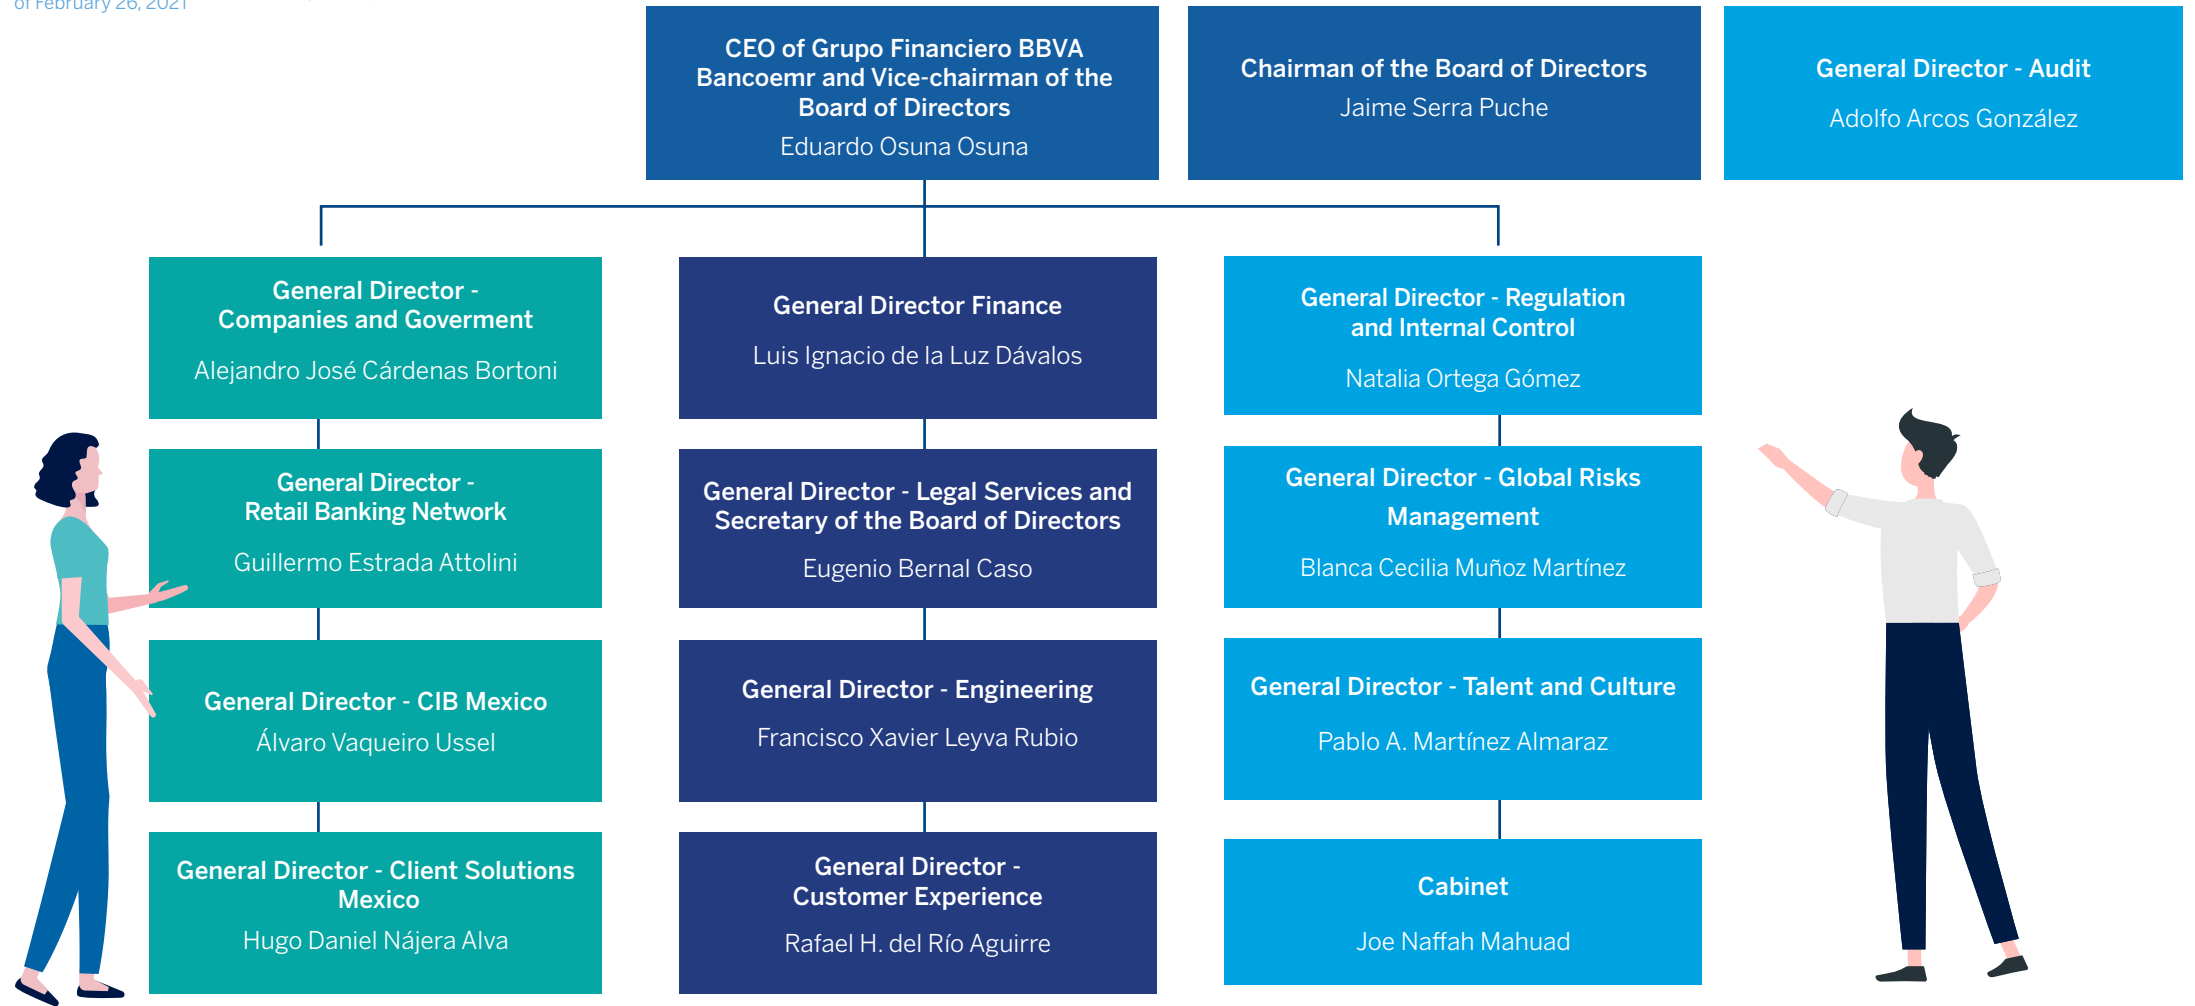 of February 26, 2021
CEO of Grupo Financiero BBVA
Bancoemr and Vice-chairman of the
Board of Directors
Eduardo Osuna Osuna
Chairman of the Board of Directors
Jaime Serra Puche
General Director - Audit
Adolfo Arcos González
General Director -
Companies and Goverment
Alejandro José Cárdenas Bortoni
General Director Finance
Luis Ignacio de la Luz Dávalos
General Director - Regulation
and Internal Control
Natalia Ortega Gómez
General Director -
Retail Banking Network
Guillermo Estrada Attolini
General Director - Legal Services and
Secretary of the Board of Directors
Eugenio Bernal Caso
General Director - Global Risks
Management
Blanca Cecilia Muñoz Martínez
General Director - CIB Mexico
Álvaro Vaqueiro Ussel
General Director - Engineering
Francisco Xavier Leyva Rubio
General Director - Talent and Culture
Pablo A. Martínez Almaraz
General Director - Client Solutions
Mexico
Hugo Daniel Nájera Alva
General Director -
Customer Experience
Rafael H. del Río Aguirre
Cabinet
Joe Naffah Mahuad